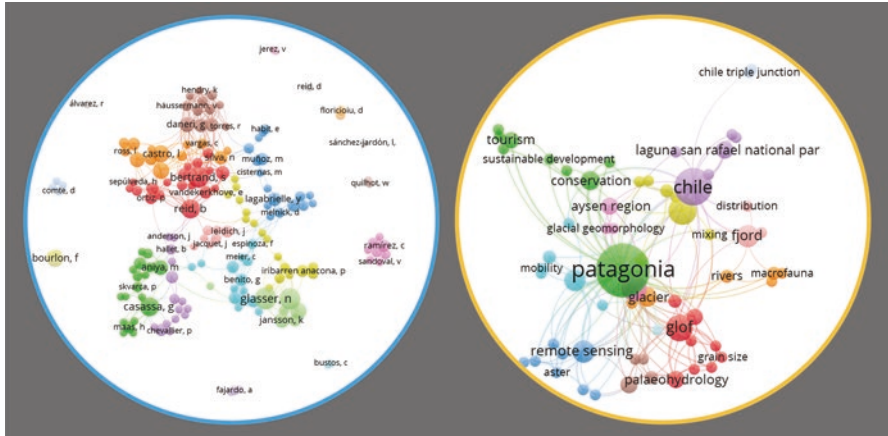 jerez, v
hendry, k
reid, d
álvarez, r
häussermann, v
floricioiu, d
daneri, g
torres, r
vargas, c
habit, e
ross, l
castro, l
silva, n
muñoz, m
sánchez-jardón, l,
cisternas, m
sepúlveda, h
bertrand, s
comte, d
vandekerkhove, e
lagabrielle, y
quilhot, w
ortiz, p
reid, b
melnick, d
leidich, j
anderson, j
jacquet, j
espinoza, f
ramírez, c
hallet, b
meier, c
sandoval, v
bourlon, f
aniya, m
iribarren anacona, p
skvarca, p
benito, g
casassa, g
glasser, n
maas, h
chevallier, p
jansson, k
bustos, c
fajardo, a
chile triple junction
tourism
laguna san rafael national par
sustainable development
conservation
chile
aysen region
distribution
glacial geomorphology
mixing
fjord
mobility
patagonia
rivers
macrofauna
glacier
glof
remote sensing
grain size
aster
palaeohydrology